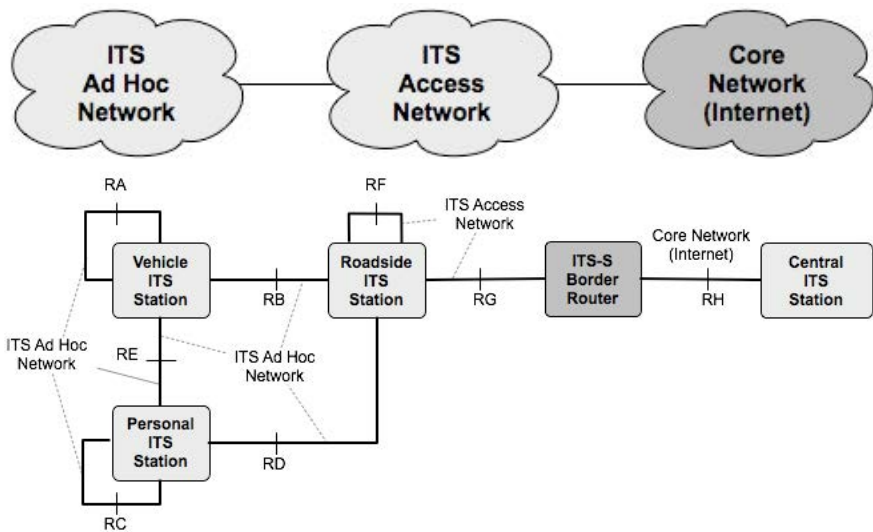 ITS
Ad Hoc
Network
ITS
Access
Network
Core
Network
(Internet)
RA
RF
ITS Access
Network
Vehicle
ITS
Station
RB
Roadside
ITS
Station
RG
ITS-S
Border
Router
Core Network
(Internet)
RH
Central
ITS
Station
ITS Ad Hoc
Network
RE
ITS Ad Hoc
Network
Personal
ITS
Station
RD
RC